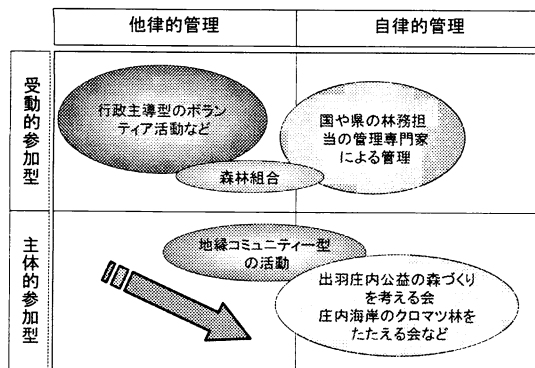 他律的管理
自律的管理
受動的参加型
行政主導型のボラン
ティア活動など
国や県の林務担
当の管理専門家
による管理
森林組合
主体的参加型
地縁コミュニティー型
の活動
出羽庄内公益の森づくり
を考える会
庄内海岸のクロマツ林を
たたえる会など